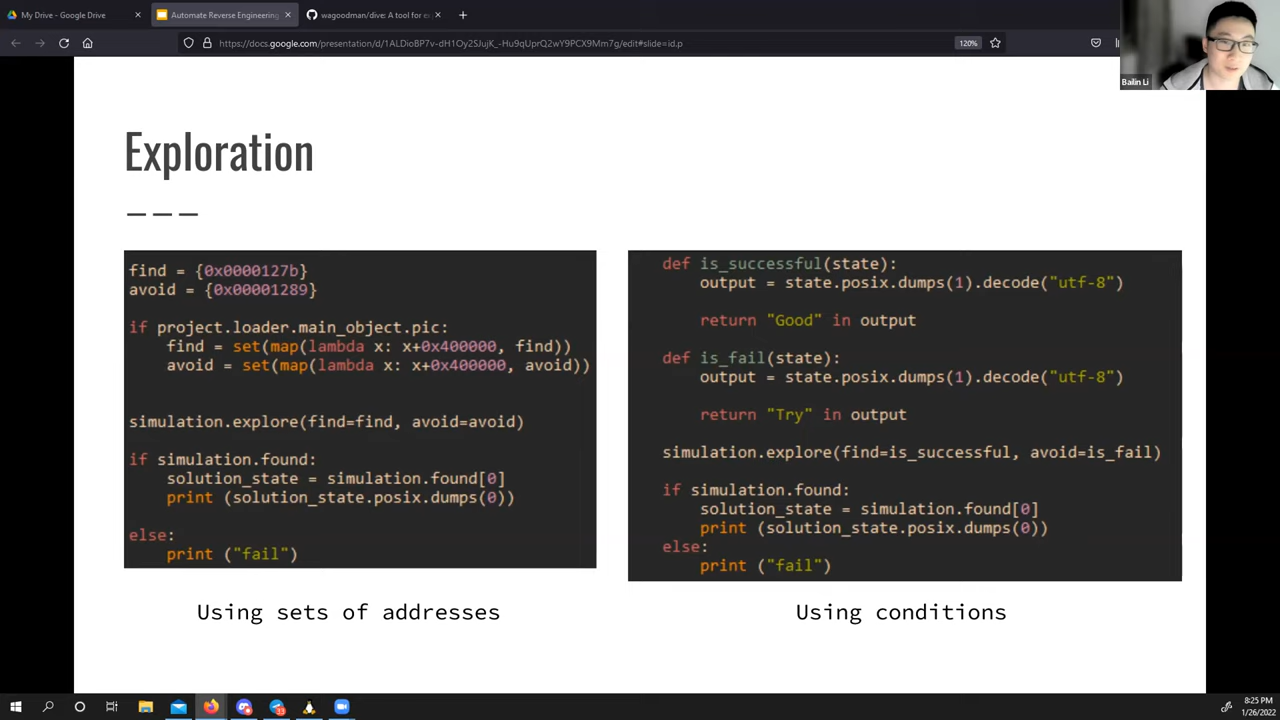 My Drive - Google Drive
Automate Reverse Engineering
wagoodman/dive: A tool for ex
https://docs.google.com/presentation/d/1ALDioBP7v-dH1Oy2SJujK_-Hu9qUprQ2wY9PCX9Mm7g/edit#slide=id.p
120%
Bailin Li
Exploration
find = {0x0000127b}
avoid = {0x00001289}
if project.loader.main_object.pic:
find = set(map(lambda x: x+0x400000, find))
avoid = set(map(lambda x: x+0x400000, avoid))
simulation.explore(find=find, avoid=avoid)
if simulation.found:
solution_state = simulation.found[0]
print (solution_state.posix.dumps(0))
else:
print ("fail")
Using sets of addresses
def is_successful(state):
output = state.posix.dumps(1).decode("utf-8")
return "Good" in output
def is_fail(state):
output = state.posix.dumps(1).decode("utf-8")
return "Try" in output
simulation.explore(find=is_successful, avoid=is_fail)
if simulation.found:
solution_state = simulation.found[0]
print (solution_state.posix.dumps(0))
else:
print ("fail")
Using conditions
8:25 PM
1/26/2022